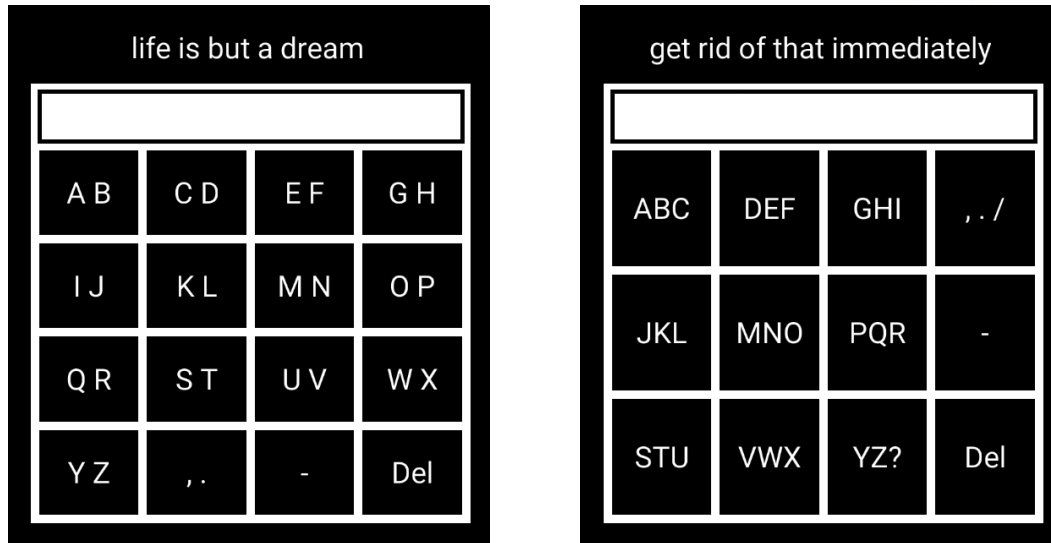 life is but a dream
A B C D E F G H
I J K L M N O P
Q R S T U V W X
Y Z , . - Del
get rid of that immediately
ABC DEF GHI , . /
JKL MNO PQR -
STU VWX YZ? Del